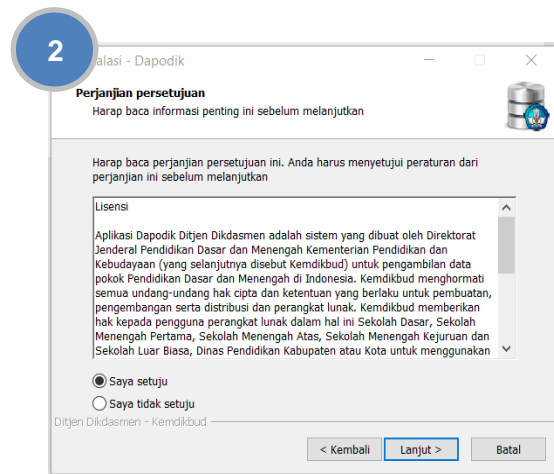 2
alasi - Dapodik
Perjanjian persetujuan
Harap baca informasi penting ini sebelum melanjutkan
Harap baca perjanjian persetujuan ini. Anda harus menyetujui peraturan dari
perjanjian ini sebelum melanjutkan
Lisensi
Aplikasi Dapodik Ditjen Dikdasmen adalah sistem yang dibuat oleh Direktorat
Jenderal Pendidikan Dasar dan Menengah Kementerian Pendidikan dan
Kebudayaan (yang selanjutnya disebut Kemdikbud) untuk pengambilan data
pokok Pendidikan Dasar dan Menengah di Indonesia. Kemdikbud menghormati
semua undang-undang hak cipta dan ketentuan yang berlaku untuk pembuatan,
pengembangan serta distribusi dan perangkat lunak. Kemdikbud memberikan
hak kepada pengguna perangkat lunak dalam hal ini Sekolah Dasar, Sekolah
Menengah Pertama, Sekolah Menengah Atas, Sekolah Menengah Kejuruan dan
Sekolah Luar Biasa, Dinas Pendidikan Kabupaten atau Kota untuk menggunakan
Saya setuju
Saya tidak setuju
Ditjen Dikdasmen - Kemdikbud
< Kembali
Lanjut >
Batal